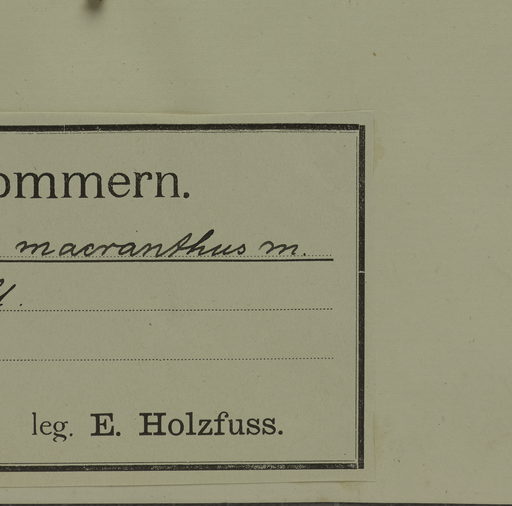 ommern.
macranthus m.
leg. E. Holzfuss.